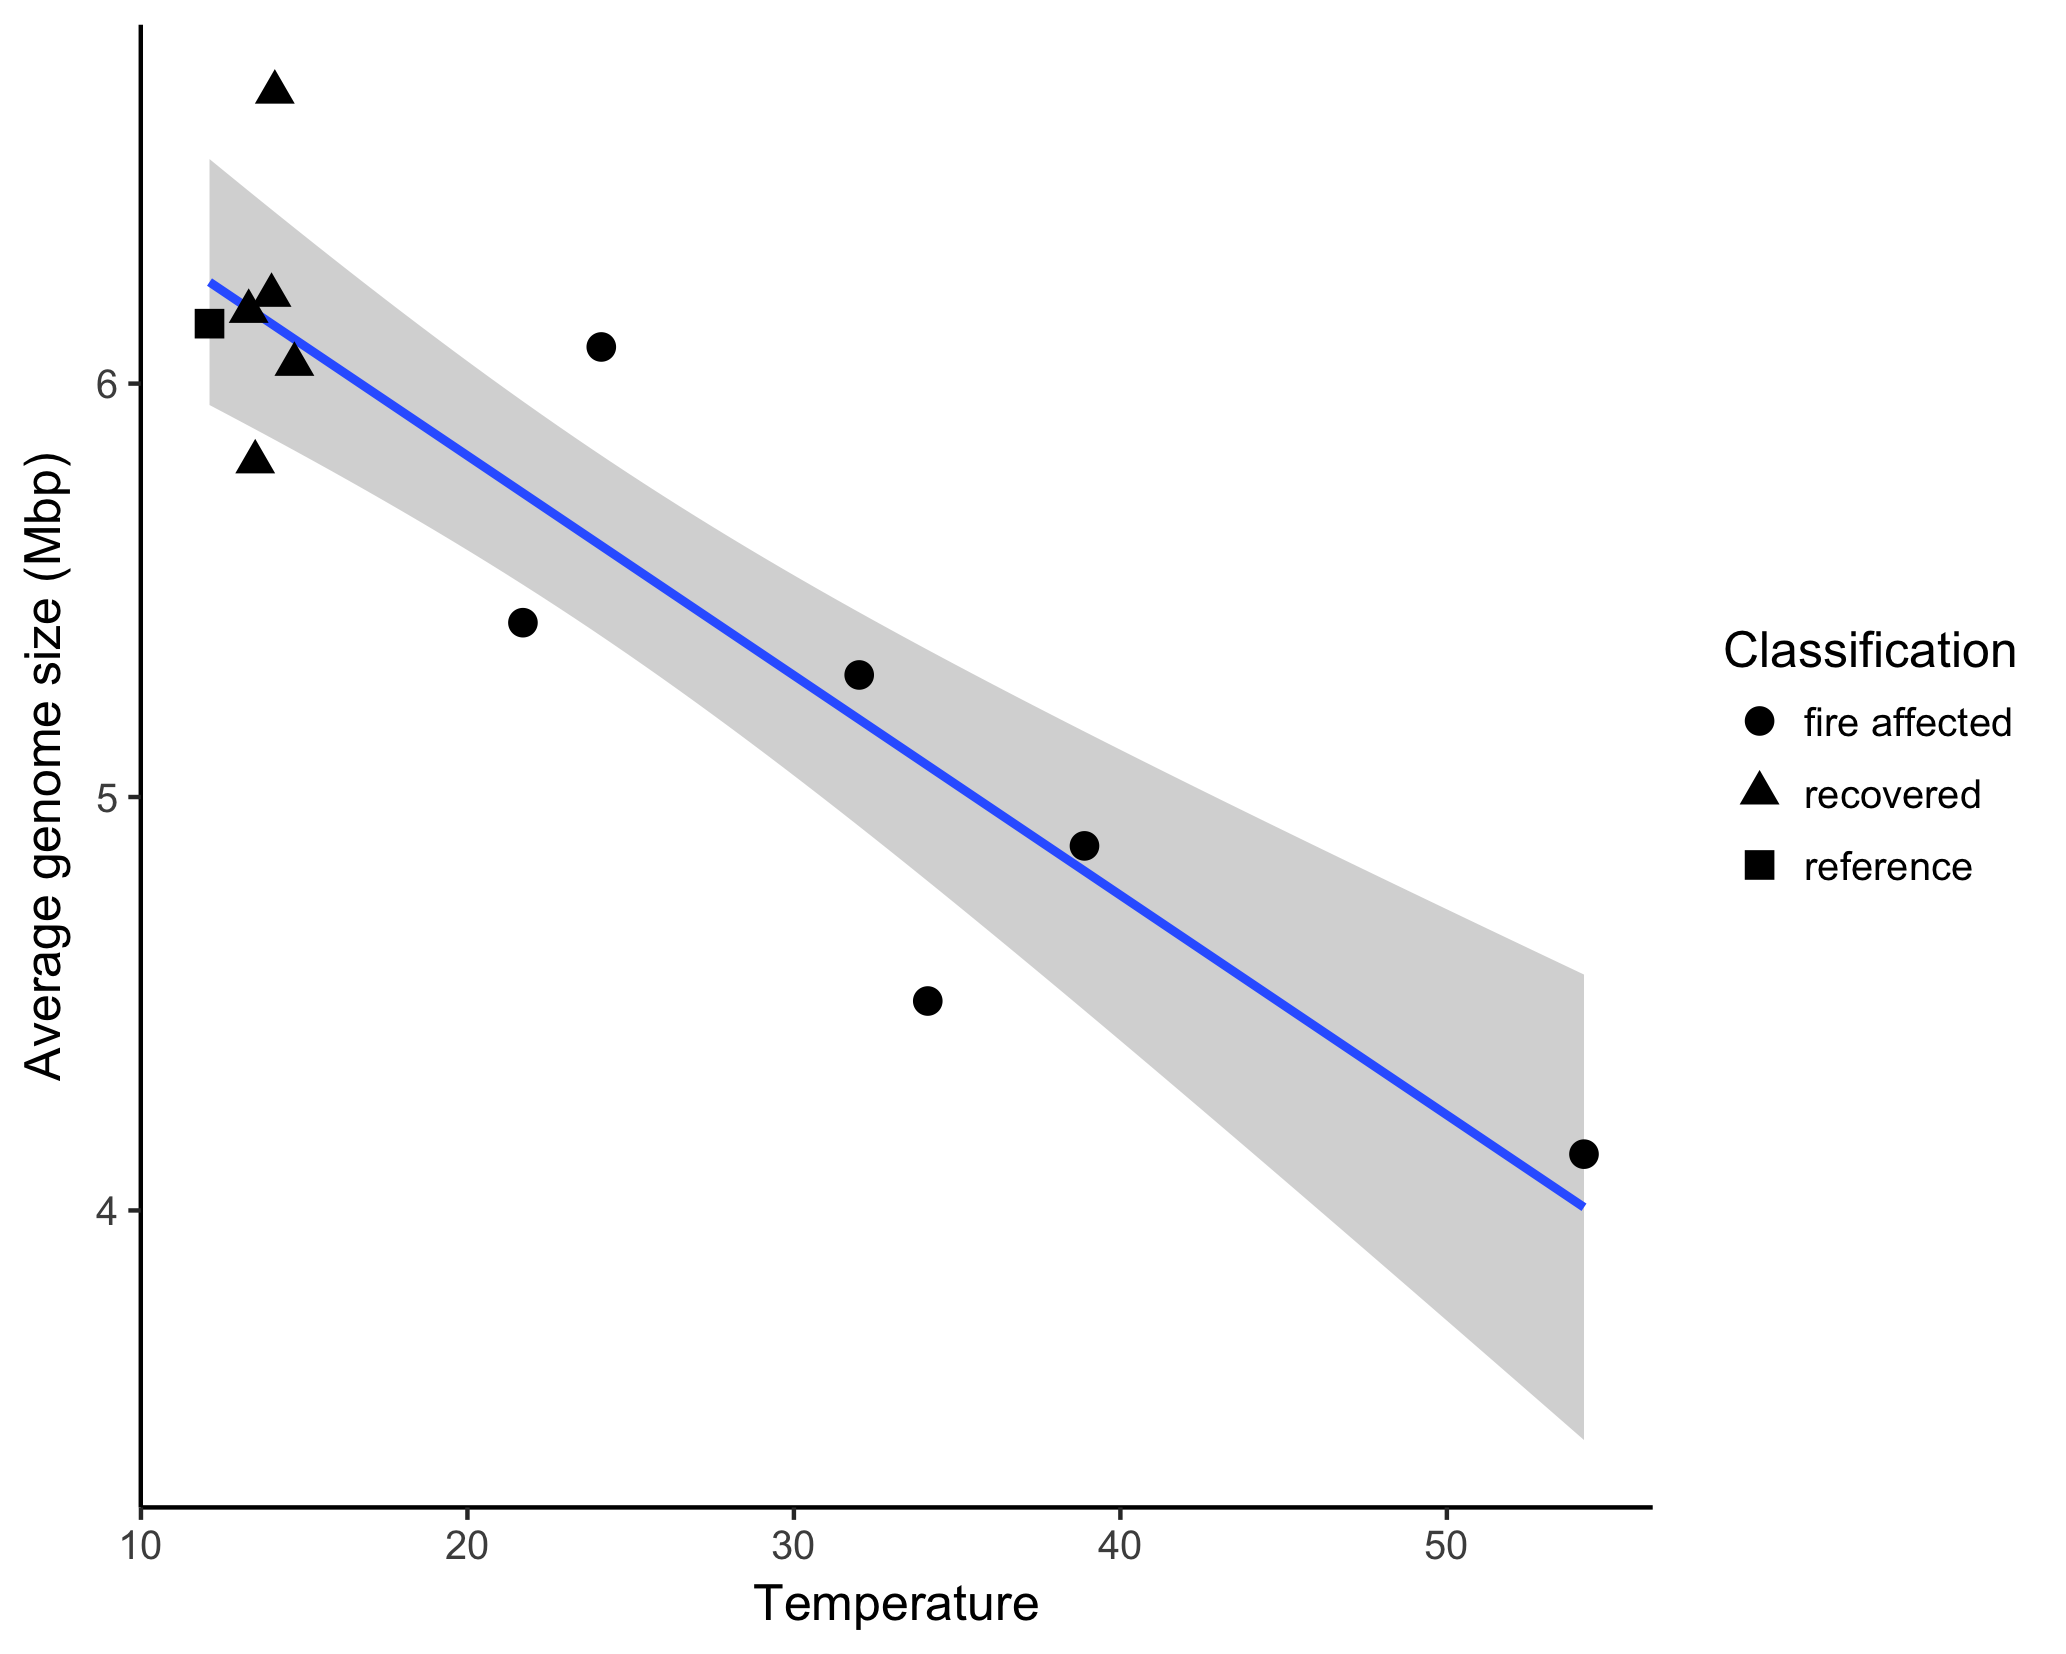 Average genome size (Mbp)
6
5
4
10 20 30 40 50
Temperature
Classification
fire affected
recovered
reference